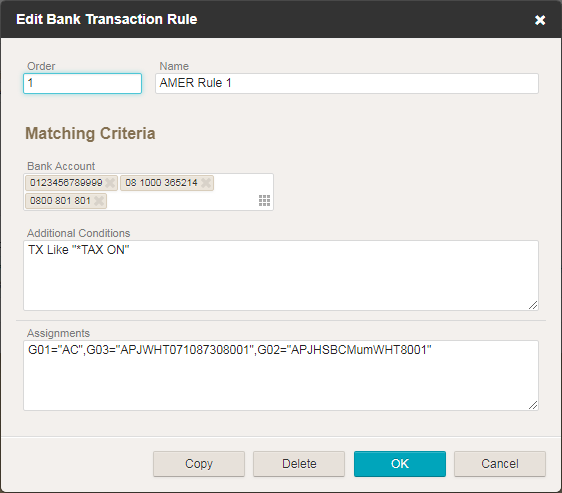 Edit Bank Transaction Rule
Order Name
1 AMER Rule 1
Matching Criteria
Bank Account
0123456789999 08 1000 365214
0800 801 801
Additional Conditions
TX Like "*TAX ON"
Assignments
G01="AC",G03="APJWHT071087308001",G02="APJHSBCMumWHT8001"
Copy Delete OK Cancel